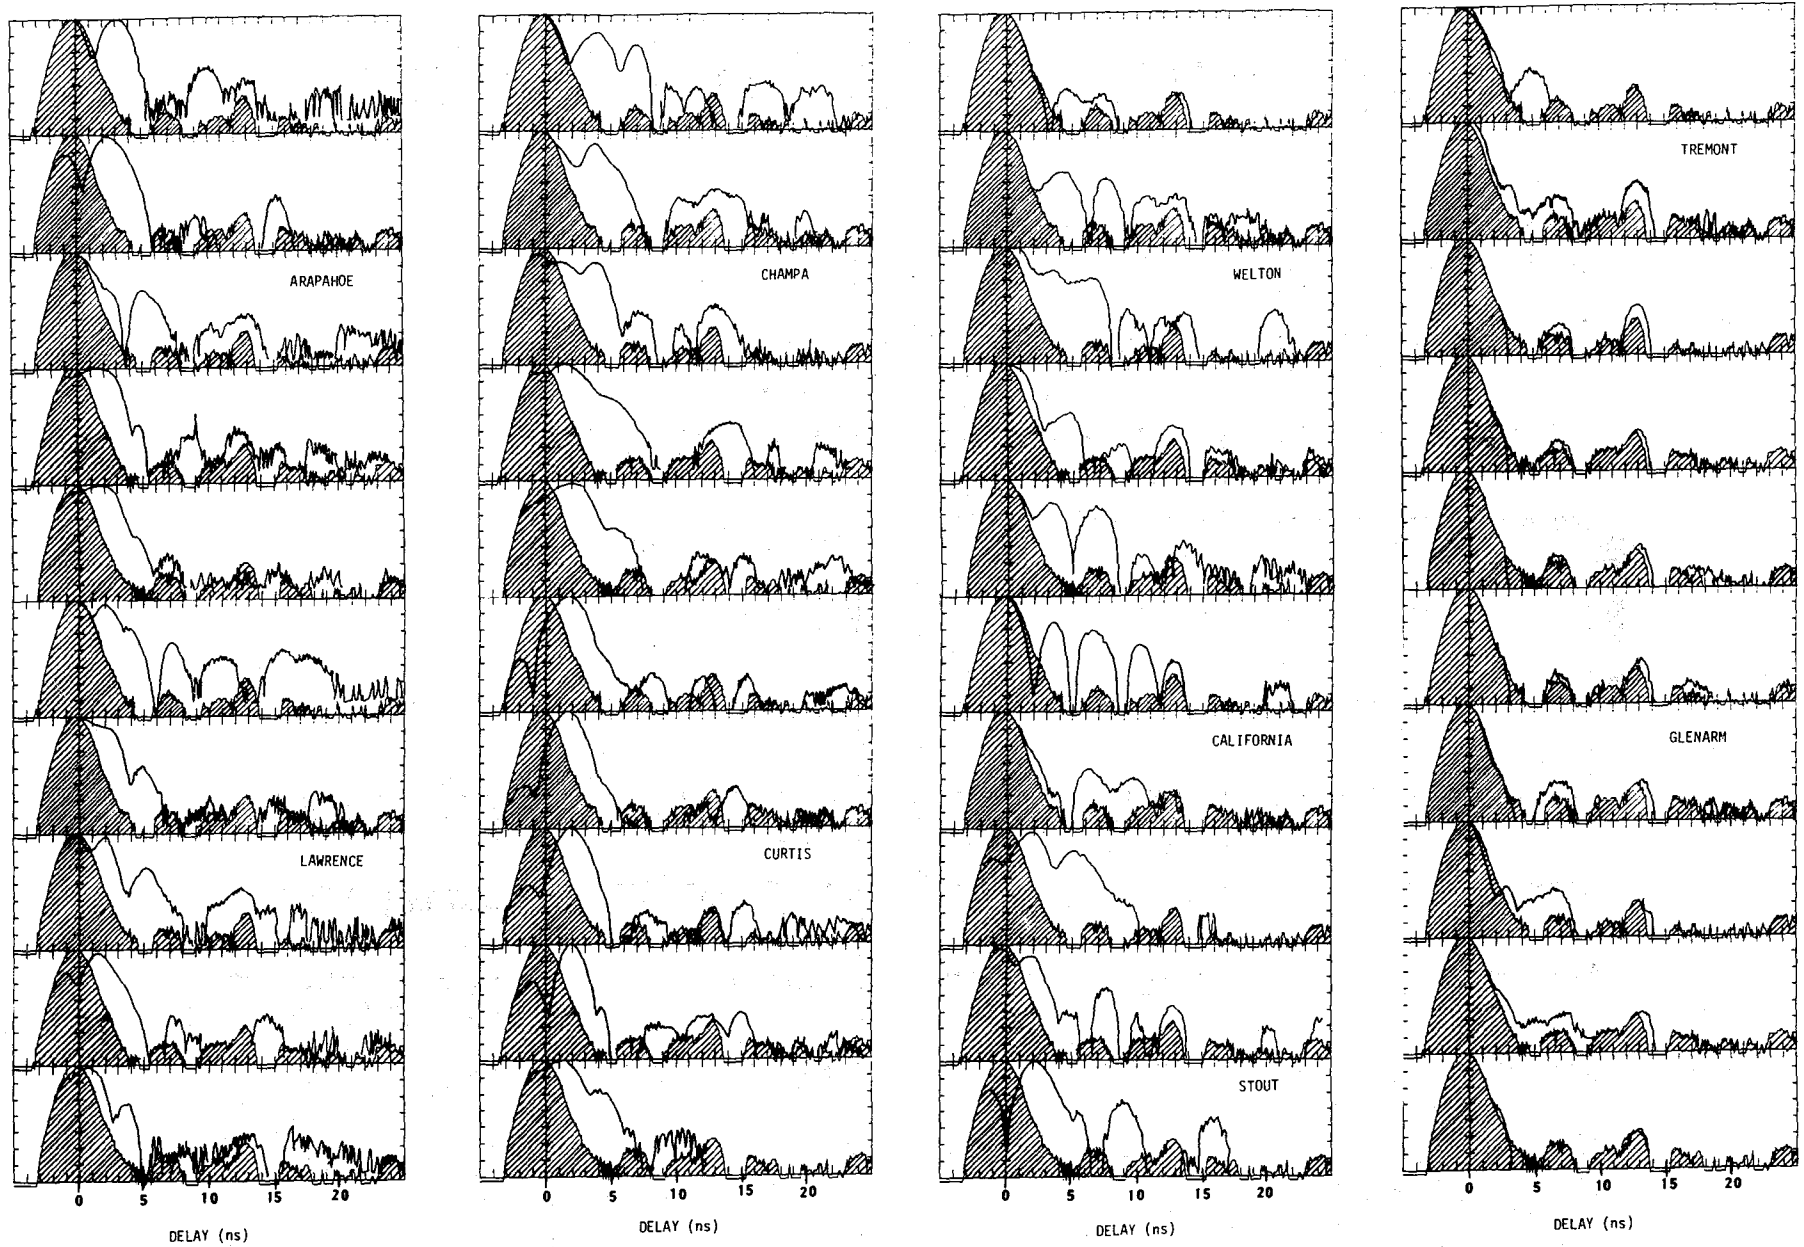 ARAPAHOE
LAWRENCE
0 5 10 15 20
DELAY (ns)
CHAMPA
CURTIS
0 5 10 15 20
DELAY (ns)
WELTON
CALIFORNIA
STOUT
0 5 10 15 20
DELAY (ns)
TREMONT
GLENARM
0 5 10 15 20
DELAY (ns)